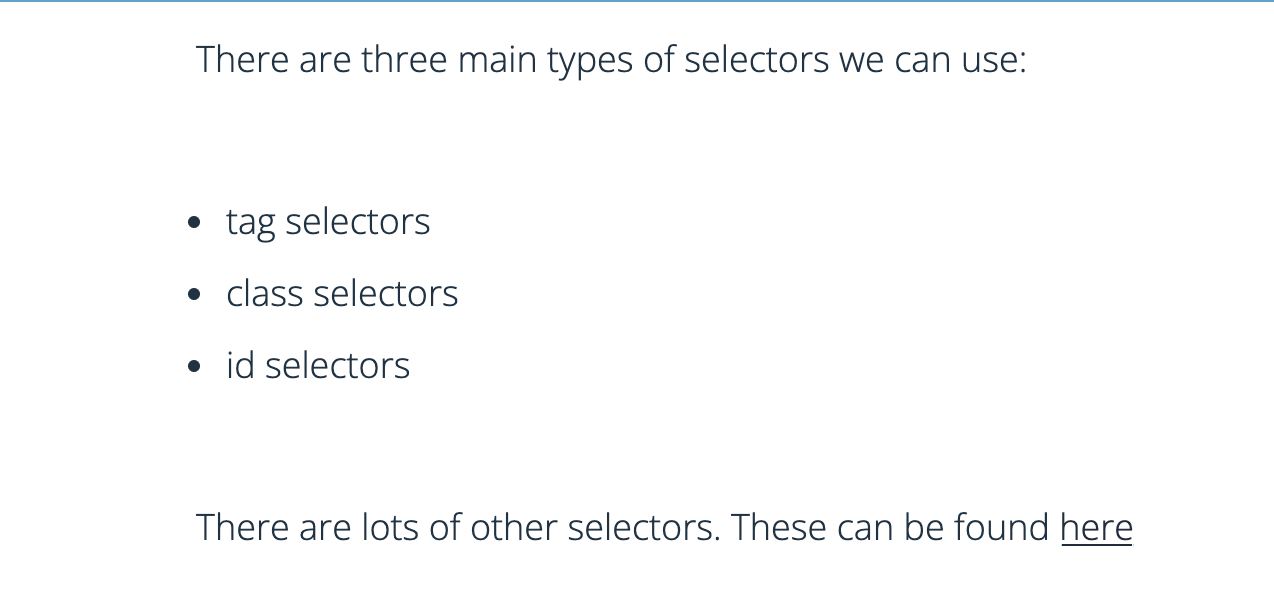 There are three main types of selectors we can use:
• tag selectors
• class selectors
• id selectors
There are lots of other selectors. These can be found here